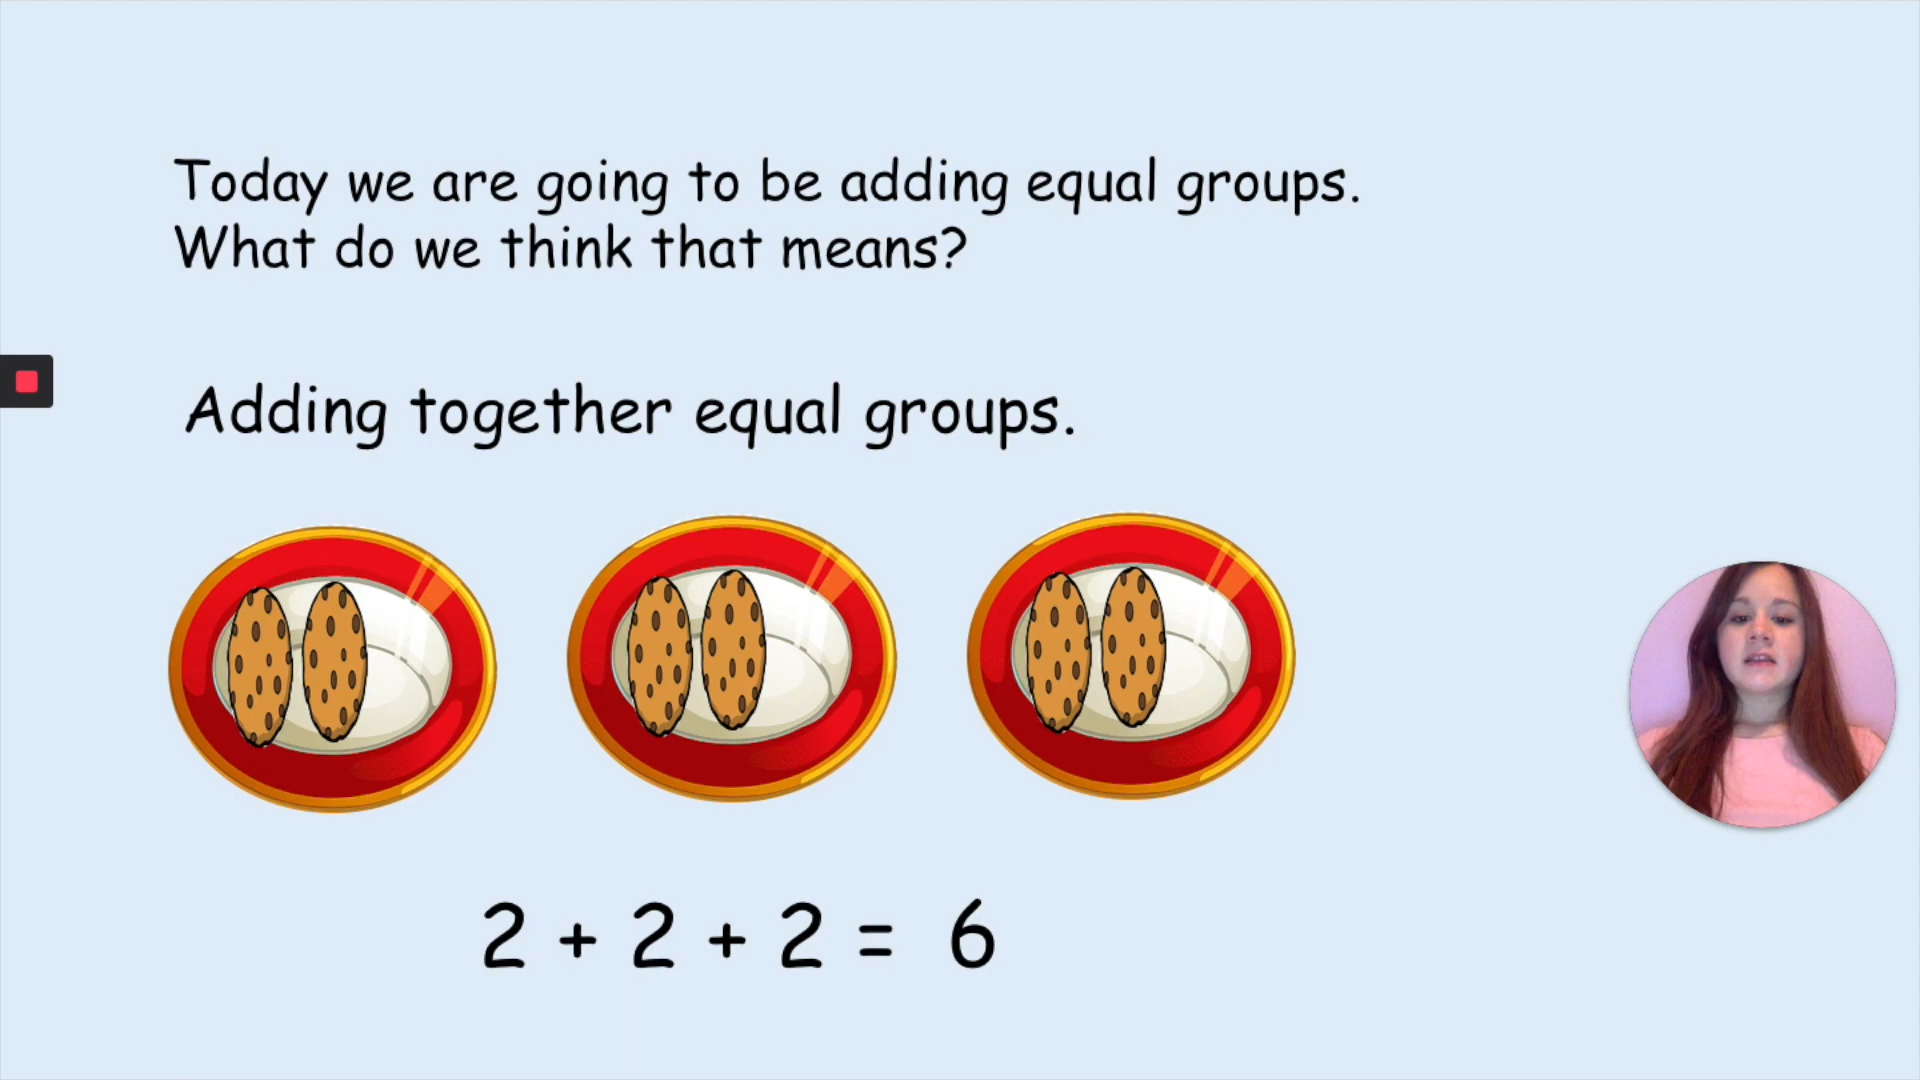 Today we are going to be adding equal groups.
What do we think that means?
Adding together equal groups.
2 + 2 + 2 = 6